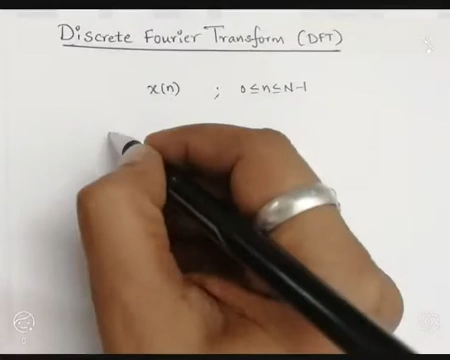 Discrete Fourier Transform (DFT)
x(n) ; 0 ≤ n ≤ N-1